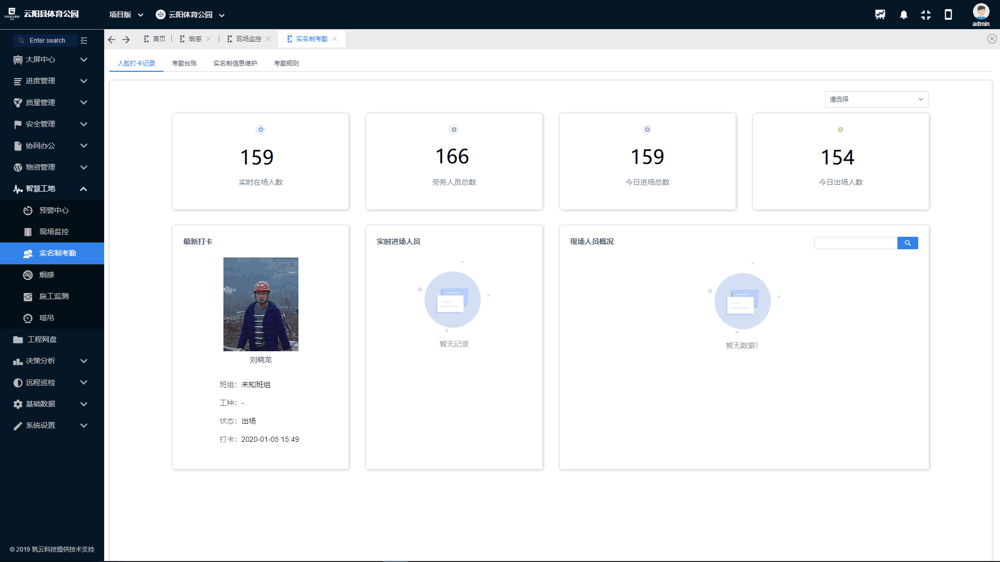 云阳县体育公园
项目版
云阳体育公园
admin
Enter search
首页
烟感
现场监控
实名制考勤
大屏中心
进度管理
质量管理
安全管理
协同办公
物资管理
智慧工地
预警中心
现场监控
实名制考勤
烟感
施工监测
塔吊
工程网盘
决策分析
远程巡检
基础数据
系统设置
© 2019 筑云科技提供技术支持
人脸打卡记录
考勤台账
实名制信息维护
考勤规则
请选择
159
实时在场人数
166
劳务人员总数
159
今日进场总数
154
今日出场人数
最新打卡
刘晓龙
班组： 未知班组
工种： -
状态： 出场
打卡： 2020-01-05 15:49
实时进场人员
暂无记录
现场人员概况
暂无数据!